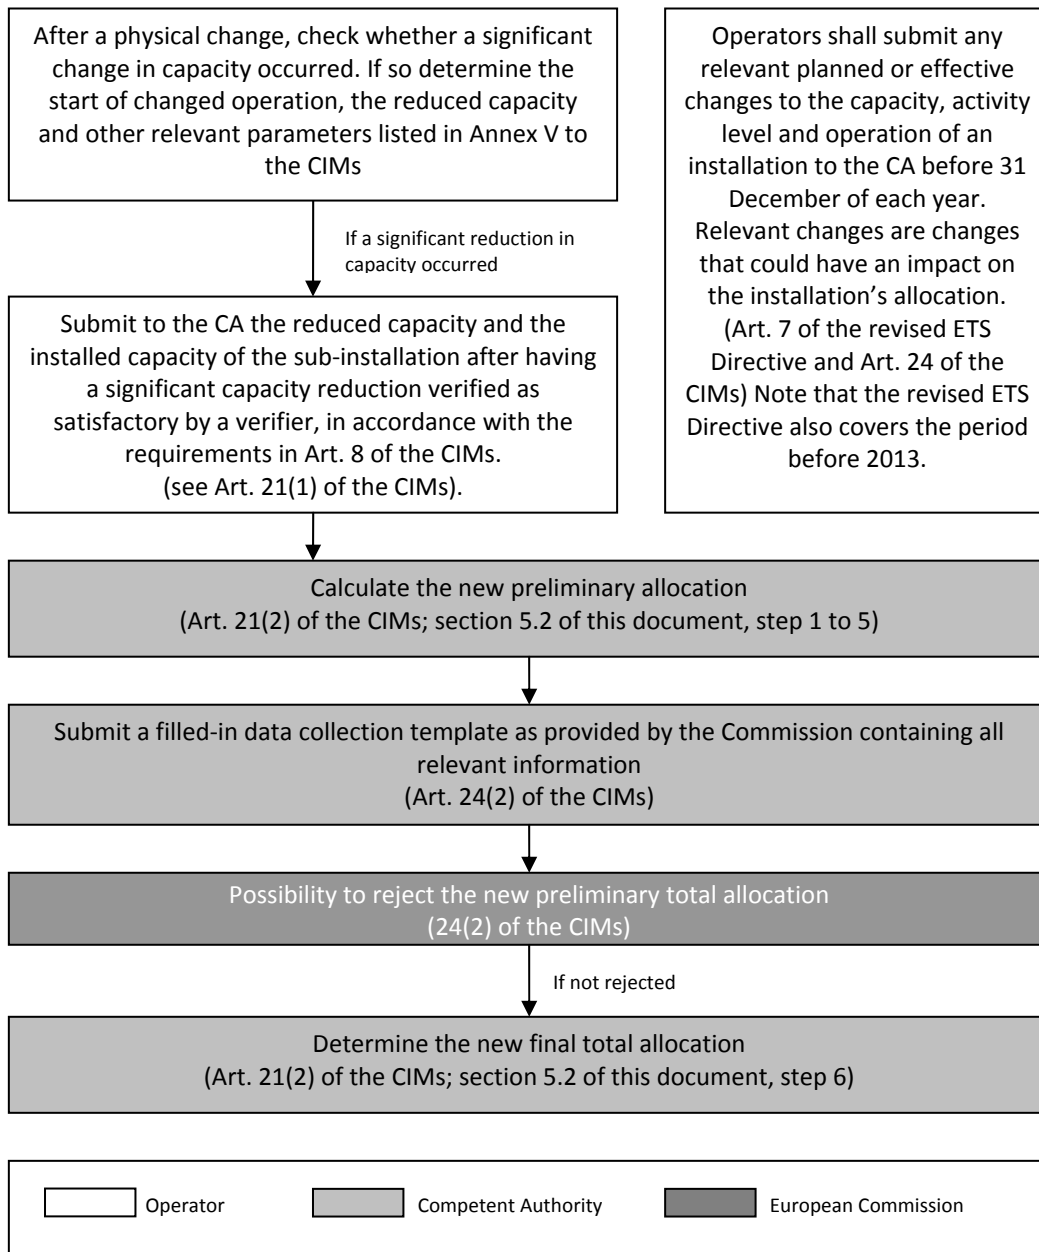 After a physical change, check whether a significant
change in capacity occurred. If so determine the
start of changed operation, the reduced capacity
and other relevant parameters listed in Annex V to
the CIMs
If a significant reduction in
capacity occurred
Submit to the CA the reduced capacity and the
installed capacity of the sub-installation after having
a significant capacity reduction verified as
satisfactory by a verifier, in accordance with the
requirements in Art. 8 of the CIMs.
(see Art. 21(1) of the CIMs).
Operators shall submit any
relevant planned or effective
changes to the capacity, activity
level and operation of an
installation to the CA before 31
December of each year.
Relevant changes are changes
that could have an impact on
the installation’s allocation.
(Art. 7 of the revised ETS
Directive and Art. 24 of the
CIMs) Note that the revised ETS
Directive also covers the period
before 2013.
Calculate the new preliminary allocation
(Art. 21(2) of the CIMs; section 5.2 of this document, step 1 to 5)
Submit a filled-in data collection template as provided by the Commission containing all
relevant information
(Art. 24(2) of the CIMs)
Possibility to reject the new preliminary total allocation
(24(2) of the CIMs)
If not rejected
Determine the new final total allocation
(Art. 21(2) of the CIMs; section 5.2 of this document, step 6)
Operator
Competent Authority
European Commission